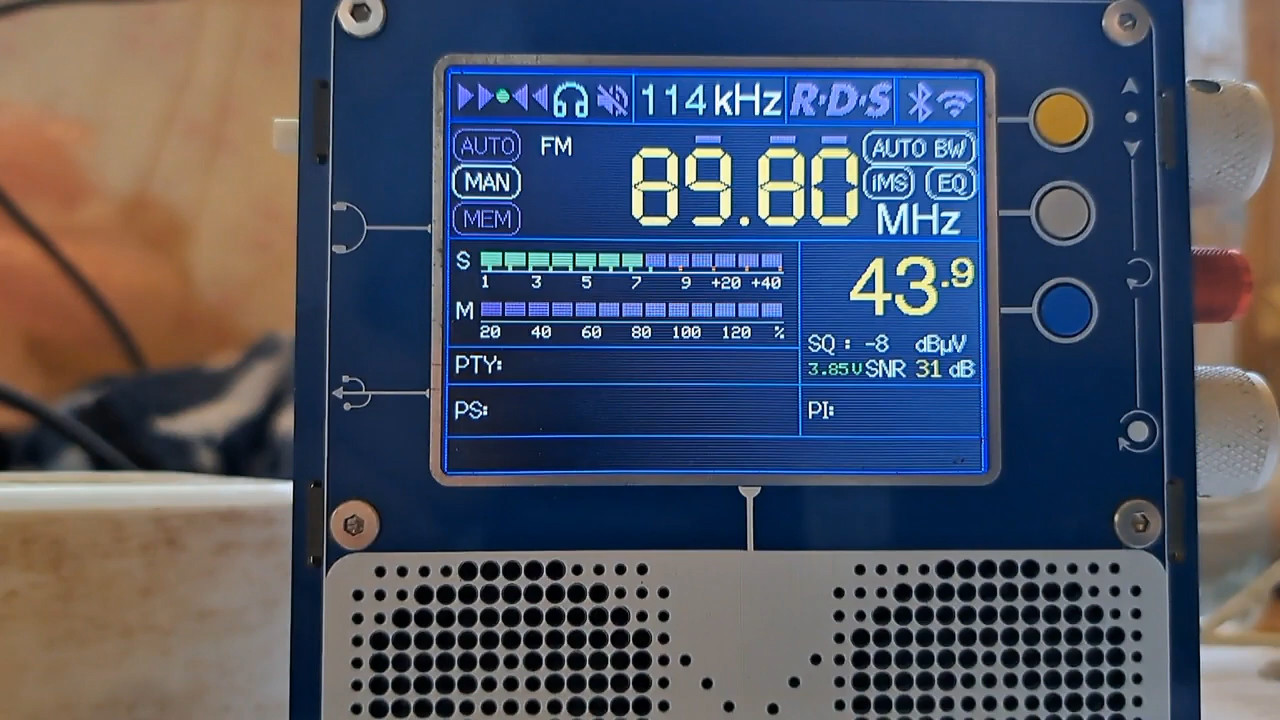 114 kHz R·D·S
AUTO FM 89.80 AUTO BW
MAN IMS EQ
MEM MHz
S 43.9
1 3 5 7 9 +20 +40
M
20 40 60 80 100 120 %
SQ : -8 dBµV
PTY: 3.85V SNR 31 dB
PS: PI: